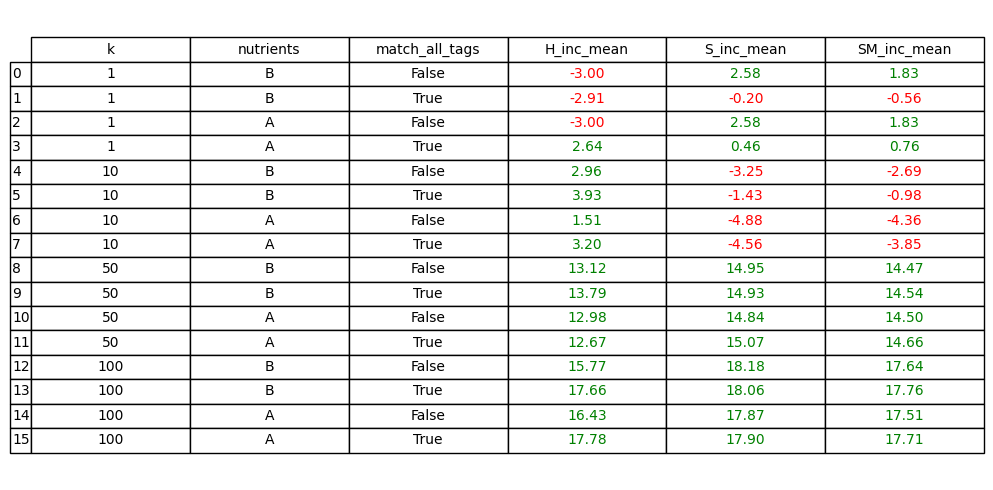 k nutrients match_all_tags H_inc_mean S_inc_mean SM_inc_mean
0 1 B False -3.00 2.58 1.83
1 1 B True -2.91 -0.20 -0.56
2 1 A False -3.00 2.58 1.83
3 1 A True 2.64 0.46 0.76
4 10 B False 2.96 -3.25 -2.69
5 10 B True 3.93 -1.43 -0.98
6 10 A False 1.51 -4.88 -4.36
7 10 A True 3.20 -4.56 -3.85
8 50 B False 13.12 14.95 14.47
9 50 B True 13.79 14.93 14.54
10 50 A False 12.98 14.84 14.50
11 50 A True 12.67 15.07 14.66
12 100 B False 15.77 18.18 17.64
13 100 B True 17.66 18.06 17.76
14 100 A False 16.43 17.87 17.51
15 100 A True 17.78 17.90 17.71